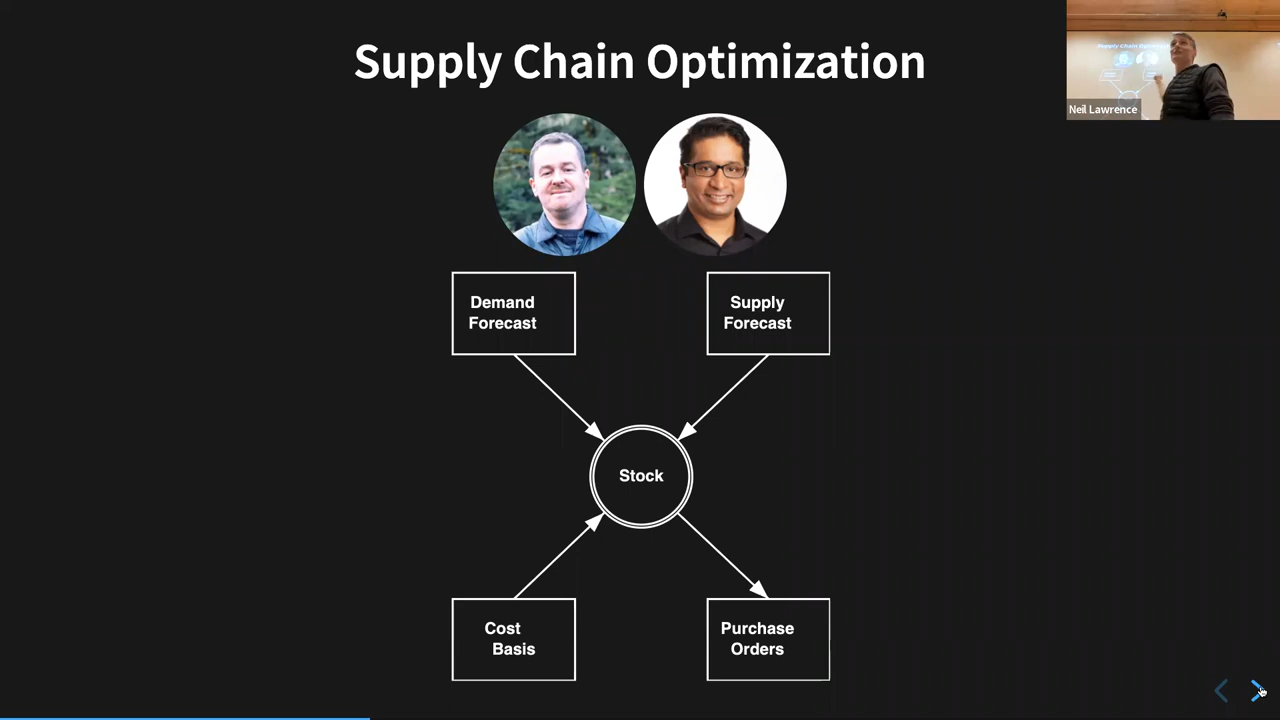 Supply Chain Optimization
Neil Lawrence
Demand
Forecast
Supply
Forecast
Stock
Cost
Basis
Purchase
Orders